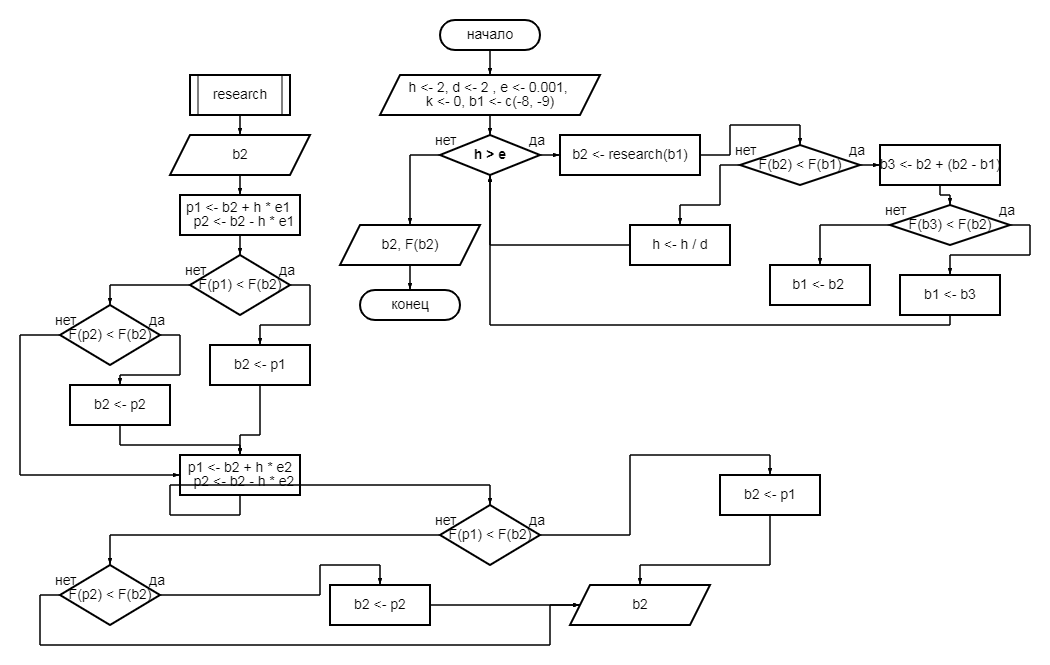 начало
h <- 2, d <- 2 , e <- 0.001,
k <- 0, b1 <- c(-8, -9)
нет
да
h > e
b2 <- research(b1)
нет
да
F(b2) < F(b1)
b3 <- b2 + (b2 - b1)
нет
да
F(b3) < F(b2)
b2, F(b2)
h <- h / d
b1 <- b2
b1 <- b3
конец
research
b2
p1 <- b2 + h * e1
p2 <- b2 - h * e1
нет
да
F(p1) < F(b2)
нет
да
F(p2) < F(b2)
b2 <- p1
b2 <- p2
p1 <- b2 + h * e2
p2 <- b2 - h * e2
нет
да
F(p1) < F(b2)
b2 <- p1
нет
да
F(p2) < F(b2)
b2 <- p2
b2